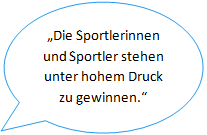 „Die Sportlerinnen
und Sportler stehen
unter hohem Druck
zu gewinnen.“